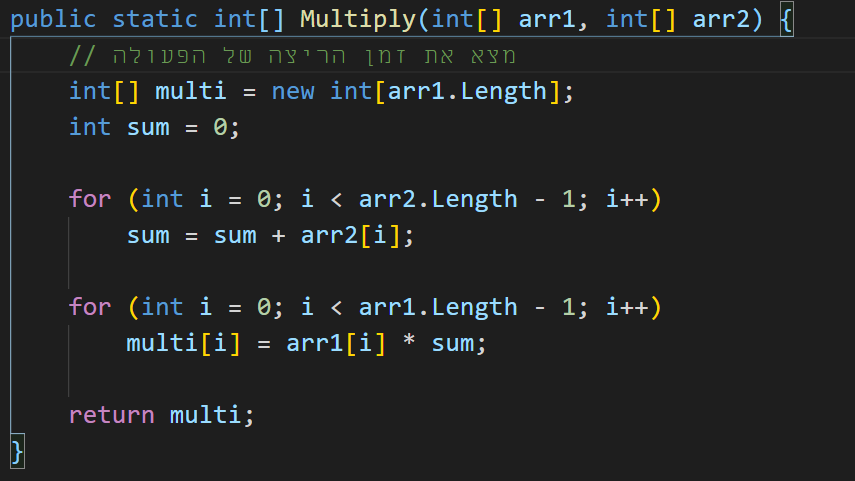 public static int[] Multiply(int[] arr1, int[] arr2) {
// מצא את זמן הריצה של הפעולה
int[] multi = new int[arr1.Length];
int sum = 0;
for (int i = 0; i < arr2.Length - 1; i++)
sum = sum + arr2[i];
for (int i = 0; i < arr1.Length - 1; i++)
multi[i] = arr1[i] * sum;
return multi;
}